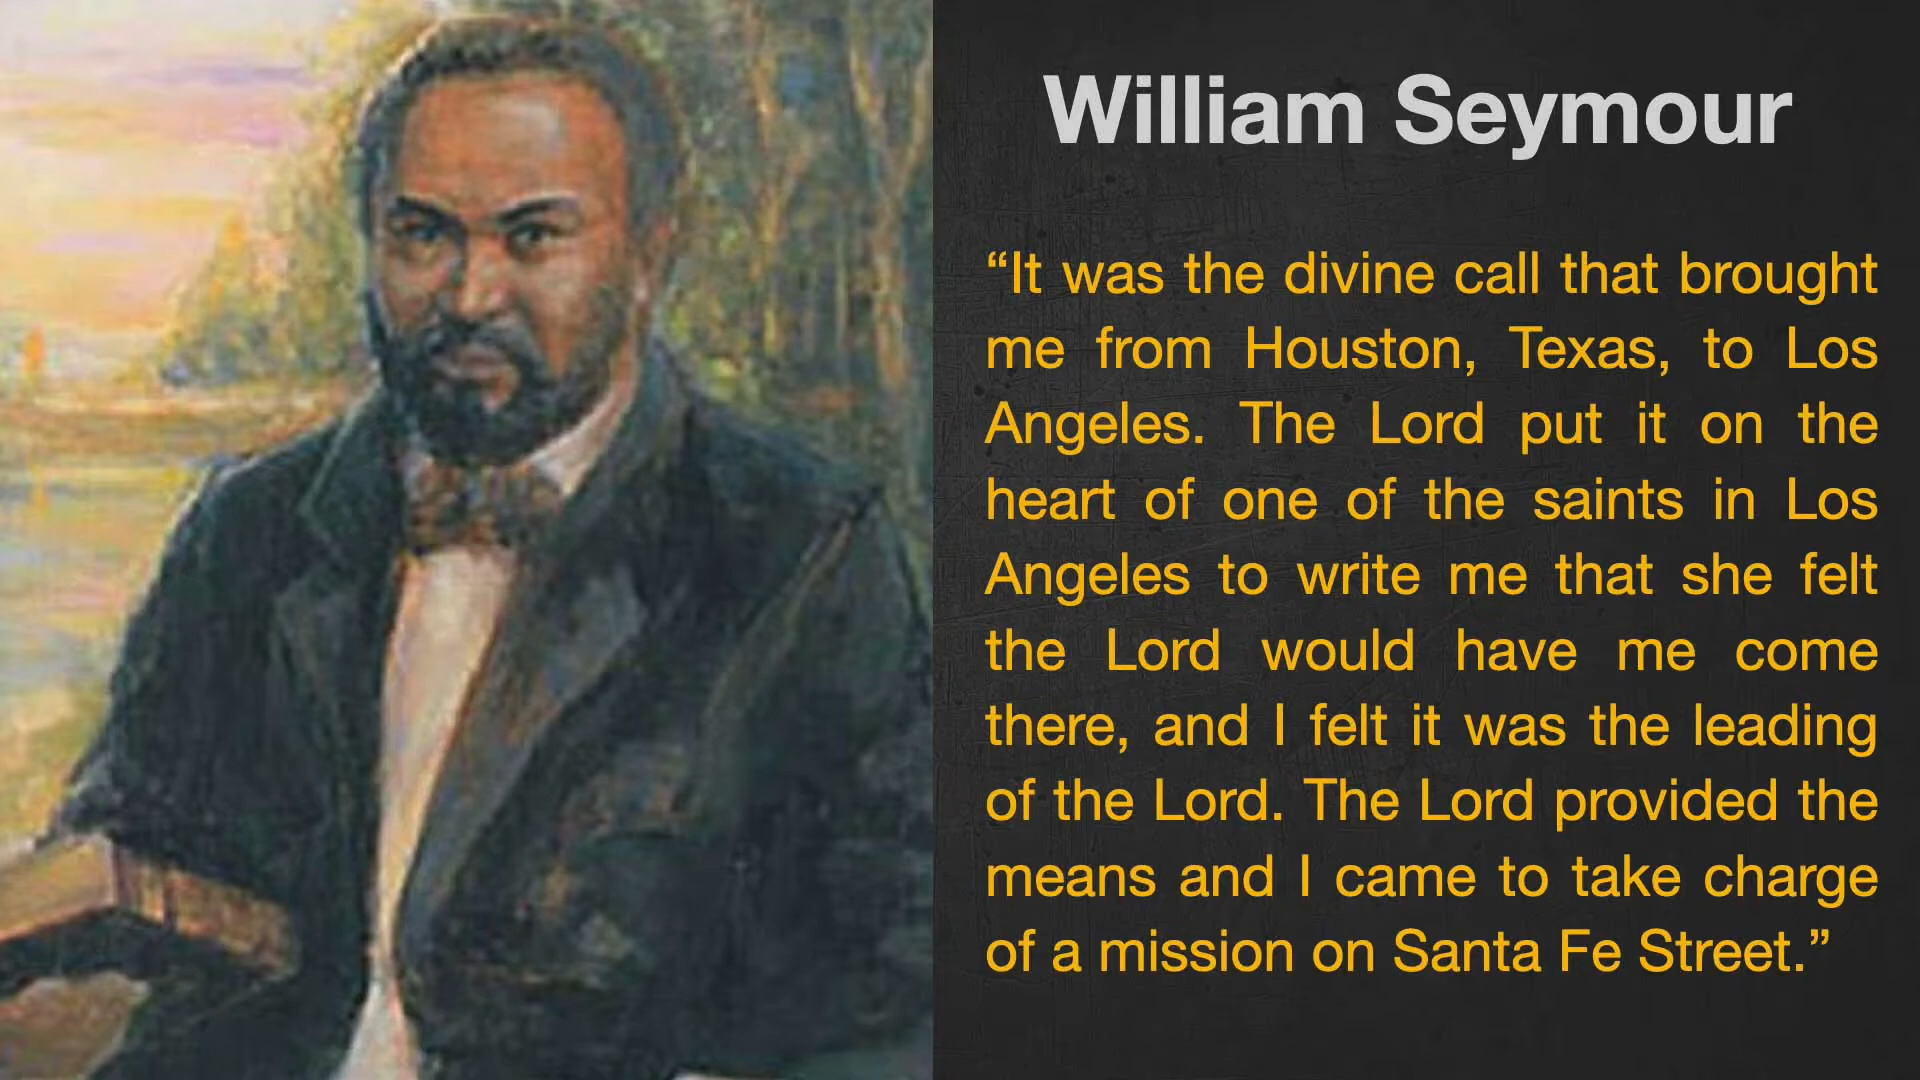 William Seymour
“It was the divine call that brought
me from Houston, Texas, to Los
Angeles. The Lord put it on the
heart of one of the saints in Los
Angeles to write me that she felt
the Lord would have me come
there, and I felt it was the leading
of the Lord. The Lord provided the
means and I came to take charge
of a mission on Santa Fe Street.”